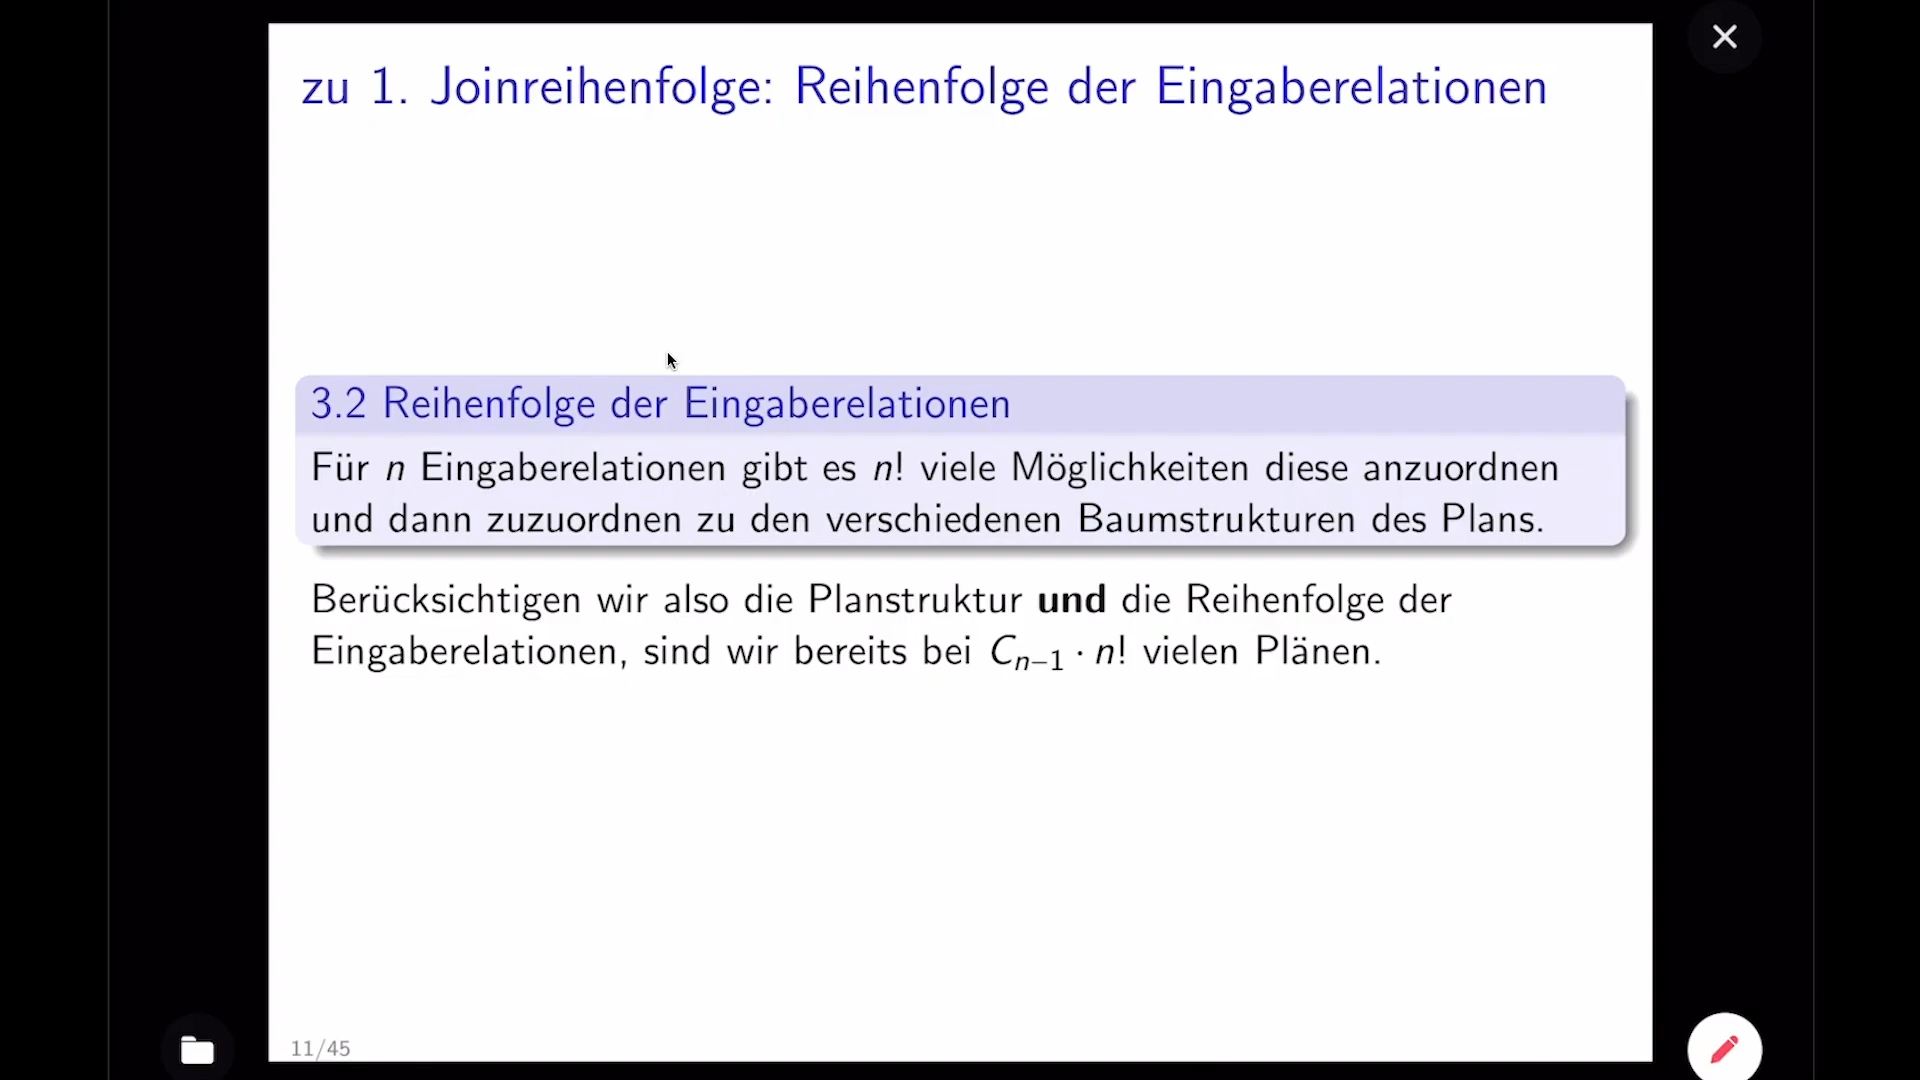 zu 1. Joinreihenfolge: Reihenfolge der Eingaberelationen
3.2 Reihenfolge der Eingaberelationen
Für n Eingaberelationen gibt es n! viele Möglichkeiten diese anzuordnen
und dann zuzuordnen zu den verschiedenen Baumstrukturen des Plans.
Berücksichtigen wir also die Planstruktur und die Reihenfolge der
Eingaberelationen, sind wir bereits bei Cₙ₋₁ · n! vielen Plänen.
11/45